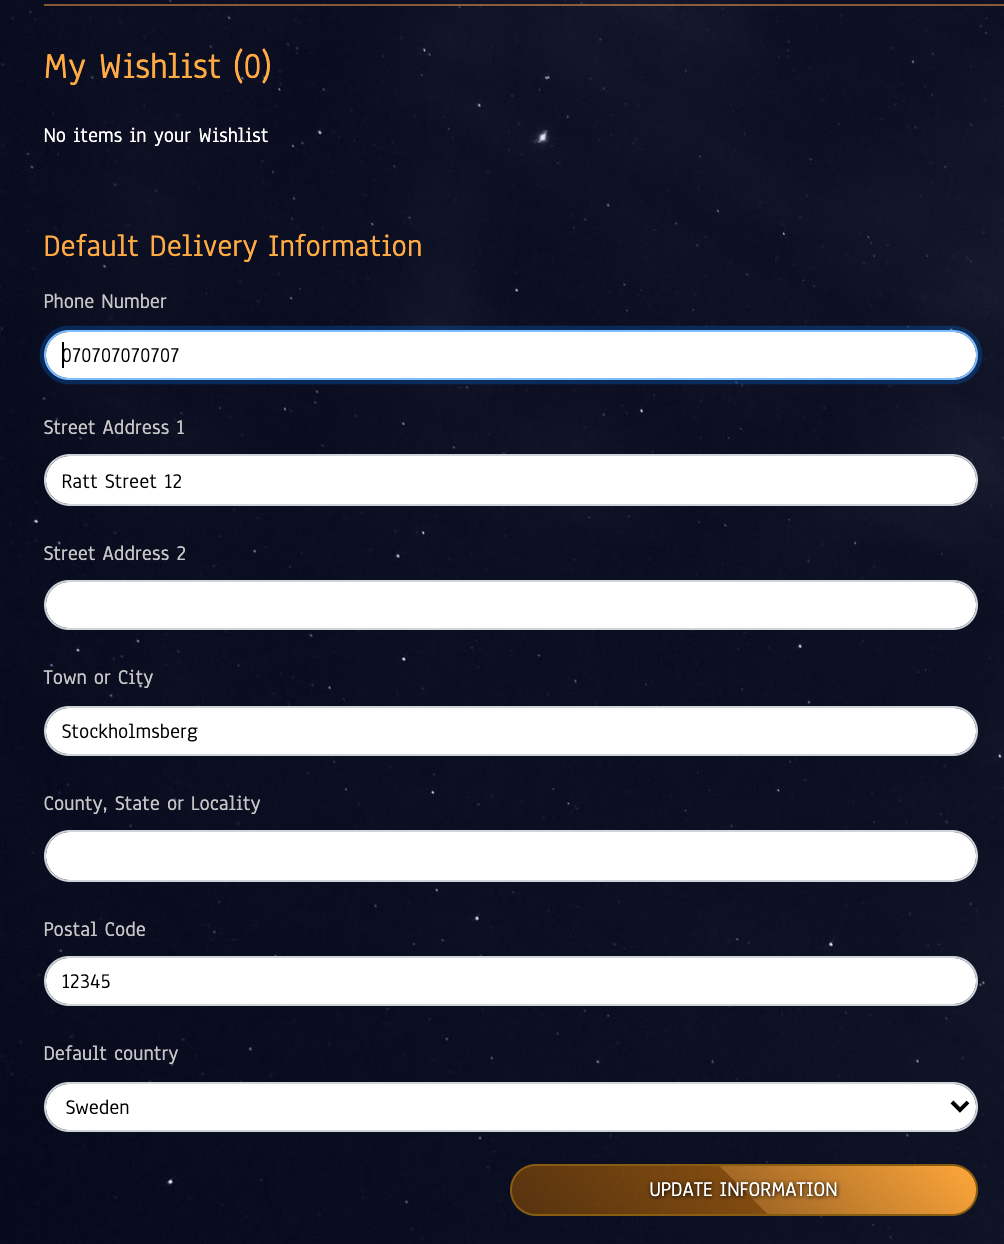 My Wishlist (0)
No items in your Wishlist
Default Delivery Information
Phone Number
070707070707
Street Address 1
Ratt Street 12
Street Address 2
Town or City
Stockholmsberg
County, State or Locality
Postal Code
12345
Default country
Sweden
UPDATE INFORMATION